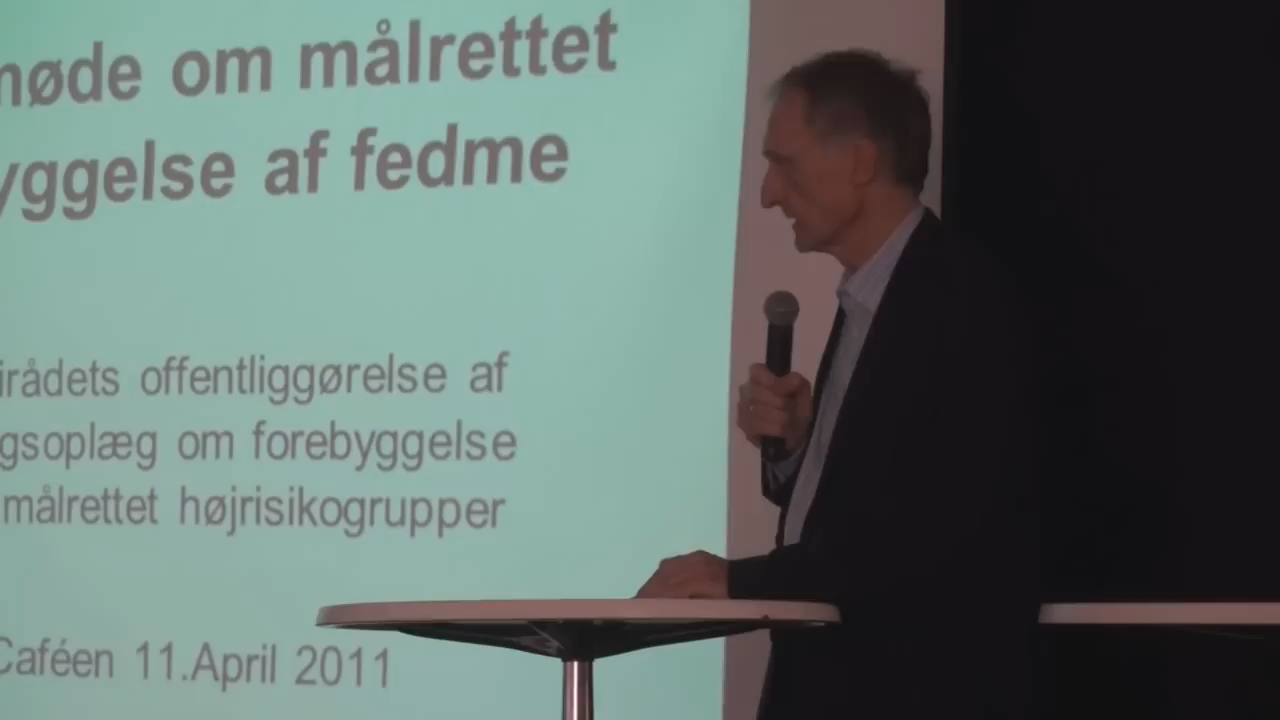 møde om målrettet
yggelse af fedme
irådets offentliggørelse af
gsoplæg om forebyggelse
målrettet højrisikogrupper
Caféen 11.April 2011